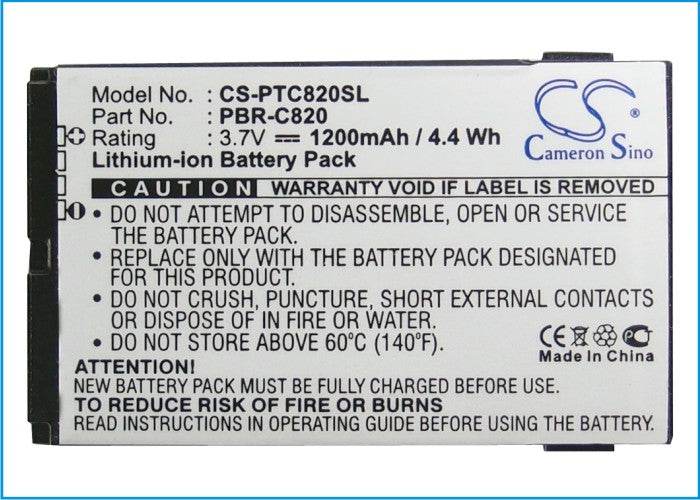 Model No. : CS-PTC820SL
Part No. : PBR-C820
Rating : 3.7V 1200mAh / 4.4 Wh
Lithium-ion Battery Pack
CS
Cameron Sino
CAUTION WARRANTY VOID IF LABEL IS REMOVED
• DO NOT ATTEMPT TO DISASSEMBLE, OPEN OR SERVICE
THE BATTERY PACK.
• REPLACE ONLY WITH THE BATTERY PACK DESIGNATED
FOR THIS PRODUCT.
• DO NOT CRUSH, PUNCTURE, SHORT EXTERNAL CONTACTS
OR DISPOSE OF IN FIRE OR WATER.
• DO NOT STORE ABOVE 60°C (140°F).
CE
Made In China
ATTENTION!
NEW BATTERY PACK MUST BE FULLY CHARGED BEFORE USE.
TO REDUCE RISK OF FIRE OR BURNS
READ INSTRUCTIONS BEFORE INSTALLING THE BATTERY.